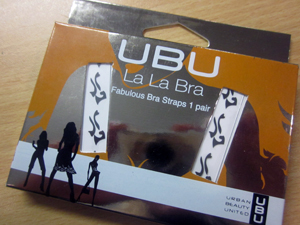 UBU
La La Bra
Fabulous Bra Straps 1 pair
URBAN
BEAUTY
UNITED
UBU